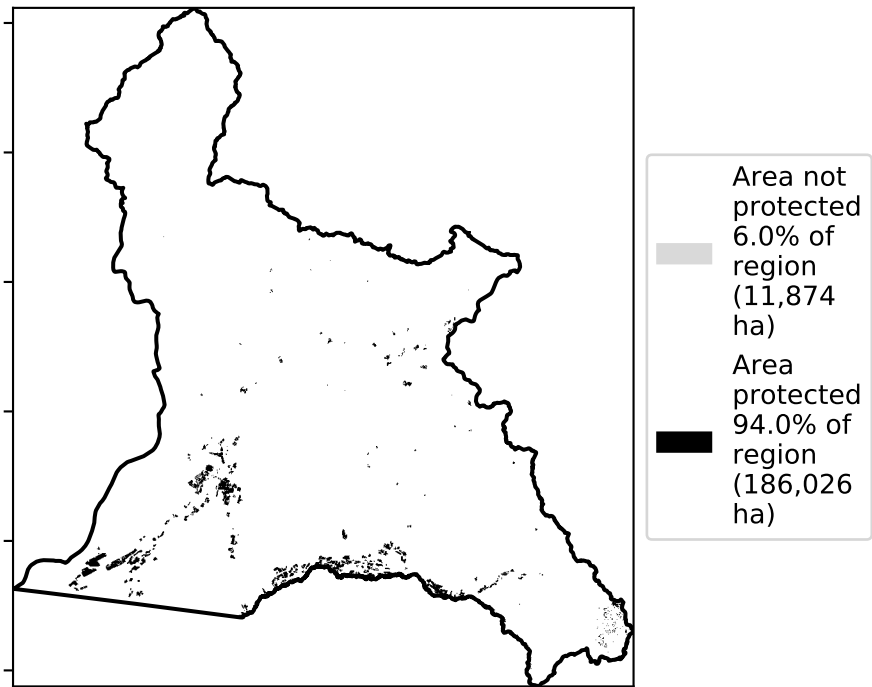 Area not
protected
6.0% of
region
(11,874
ha)
Area
protected
94.0% of
region
(186,026
ha)